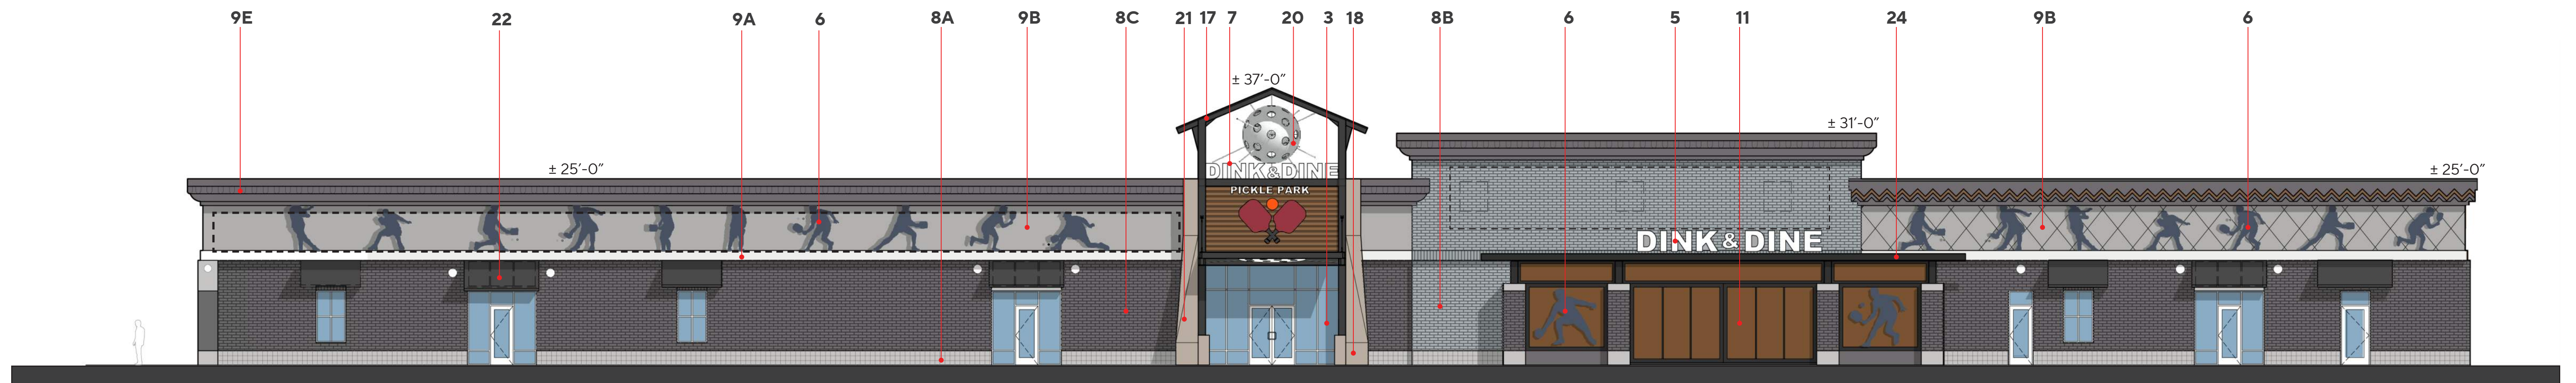 9E 22 9A 6 8A 9B 8C 21 17 7 20 3 18 8B 6 5 11 24 9B 6
± 37'-0"
± 31'-0"
± 25'-0"
± 25'-0"
DINK&DINE
PICKLE PARK
DINK & DINE